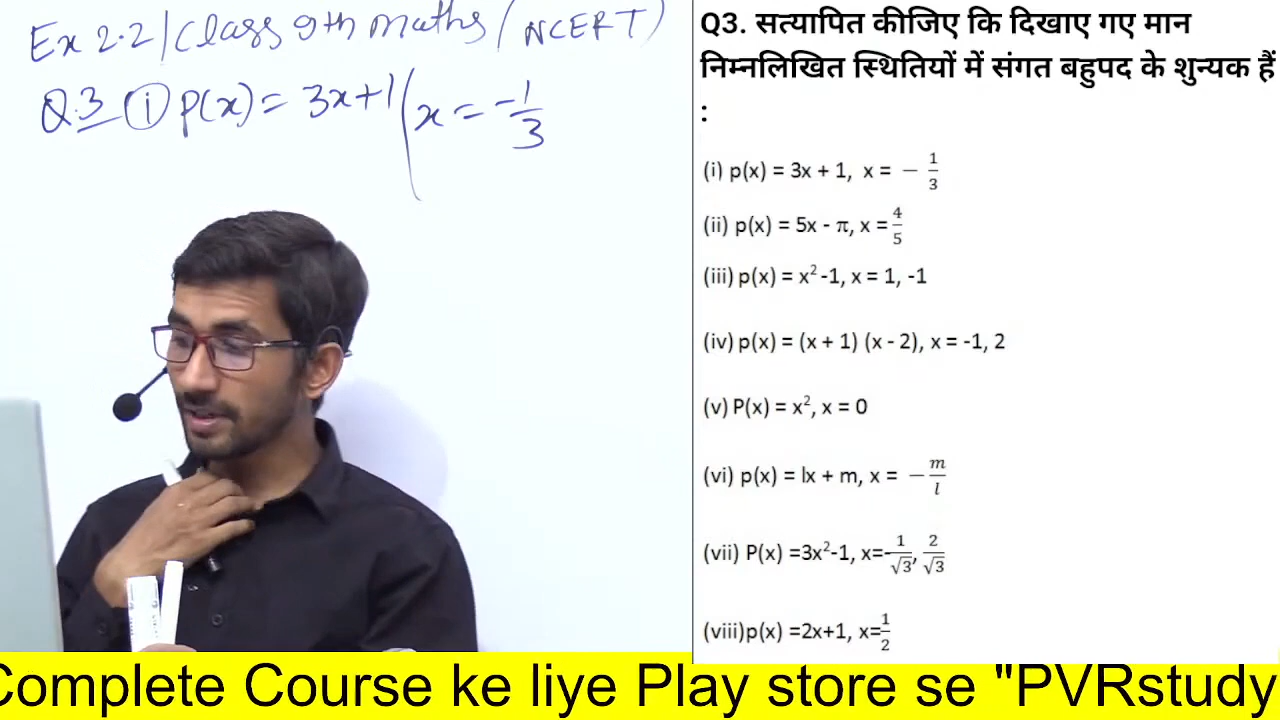 Ex 2.2 / Class 9th maths / (NCERT)
Q.3 (i) p(x) = 3x+1 ( x = -1/3
Q3. सत्यापित कीजिए कि दिखाए गए मान
निम्नलिखित स्थितियों में संगत बहुपद के शुन्यक हैं
:
(i) p(x) = 3x + 1, x = - 1/3
(ii) p(x) = 5x - π, x = 4/5
(iii) p(x) = x² -1, x = 1, -1
(iv) p(x) = (x + 1) (x - 2), x = -1, 2
(v) P(x) = x², x = 0
(vi) p(x) = lx + m, x = - m/l
(vii) P(x) =3x²-1, x=-1/√3, 2/√3
(viii)p(x) =2x+1, x=1/2
Complete Course ke liye Play store se "PVRstudy